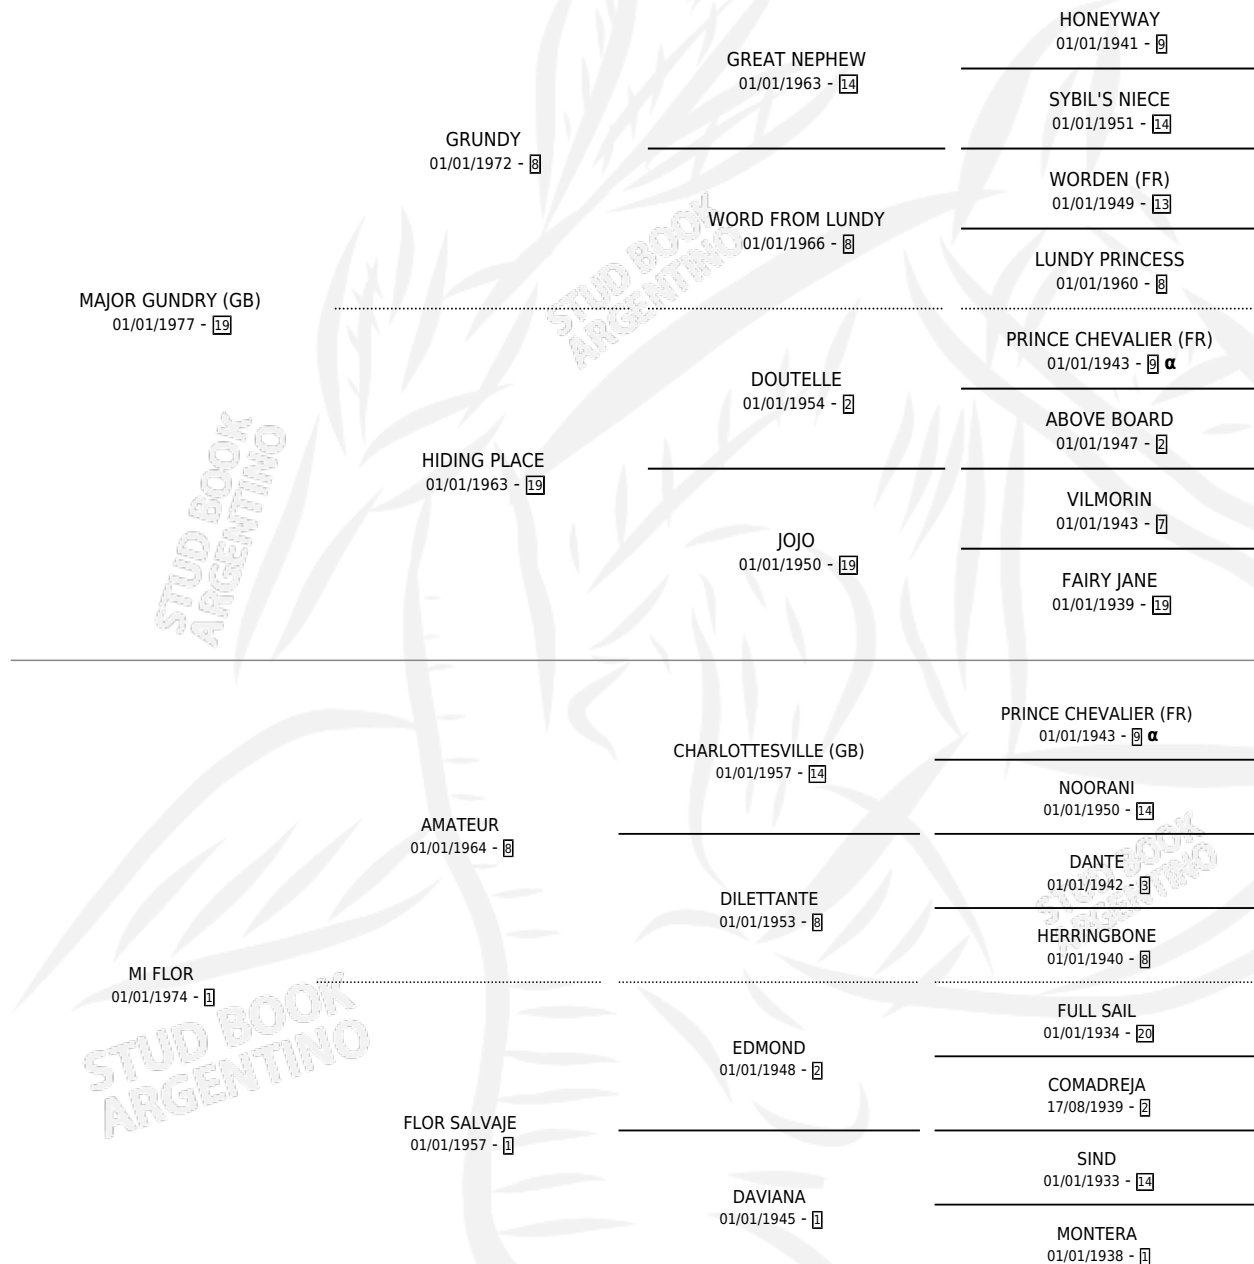 HONEYWAY
01/01/1941 - 9
GREAT NEPHEW
01/01/1963 - 14
SYBIL'S NIECE
01/01/1951 - 14
GRUNDY
01/01/1972 - 8
WORDEN (FR)
01/01/1949 - 13
WORD FROM LUNDY
01/01/1966 - 8
LUNDY PRINCESS
01/01/1960 - 8
MAJOR GUNDRY (GB)
01/01/1977 - 19
PRINCE CHEVALIER (FR)
01/01/1943 - 9 α
DOUTELLE
01/01/1954 - 2
ABOVE BOARD
01/01/1947 - 2
HIDING PLACE
01/01/1963 - 19
VILMORIN
01/01/1943 - 7
JOJO
01/01/1950 - 19
FAIRY JANE
01/01/1939 - 19
PRINCE CHEVALIER (FR)
01/01/1943 - 9 α
CHARLOTTESVILLE (GB)
01/01/1957 - 14
NOORANI
01/01/1950 - 14
AMATEUR
01/01/1964 - 8
DANTE
01/01/1942 - 3
DILETTANTE
01/01/1953 - 8
HERRINGBONE
01/01/1940 - 8
MI FLOR
01/01/1974 - 1
FULL SAIL
01/01/1934 - 20
EDMOND
01/01/1948 - 2
COMADREJA
17/08/1939 - 2
FLOR SALVAJE
01/01/1957 - 1
SIND
01/01/1933 - 14
DAVIANA
01/01/1945 - 1
MONTERA
01/01/1938 - 1
STUD BOOK
ARGENTINO
STUD BOOK
ARGENTINO
STUD BOOK
ARGENTINO
STUD BOOK
ARGENTINO